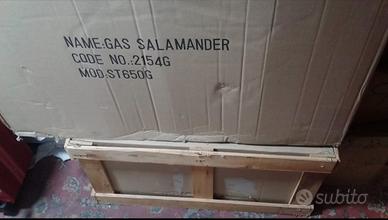 NAME:GAS SALAMANDER
CODE NO.:2154G
MOD:ST650G
subito